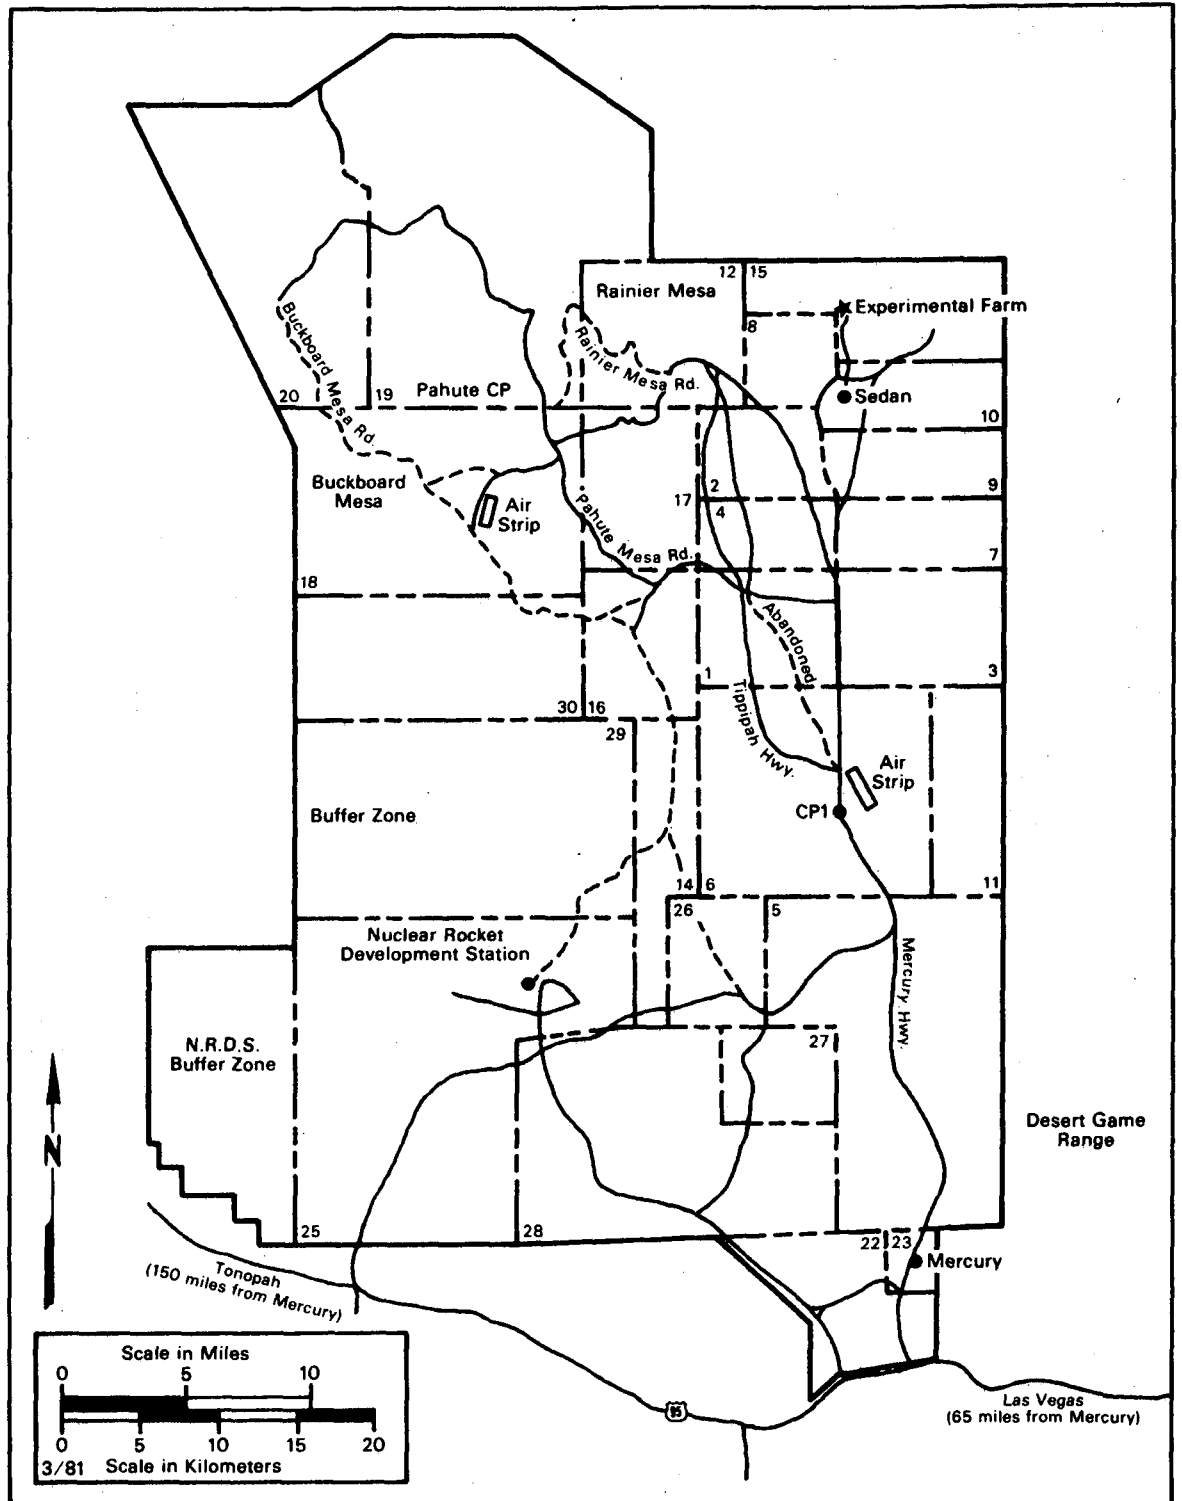 12 15
Rainier Mesa
Experimental Farm
8
Buckboard Mesa Rd.
Rainier Mesa Rd.
20 19 Pahute CP
Sedan
10
Buckboard
Mesa
Air
Strip
17 2
4
9
Pahute Mesa Rd.
7
18
Abandoned
1
3
Tippipah Hwy.
30 16
29
Air
Strip
Buffer Zone
CP1
14 6
11
26 5
Nuclear Rocket
Development Station
Mercury Hwy.
N.R.D.S.
Buffer Zone
27
N
Desert Game
Range
25 28
22 23
Mercury
Tonopah
(150 miles from Mercury)
Scale in Miles
0 5 10
0 5 10 15 20
3/81 Scale in Kilometers
95
Las Vegas
(65 miles from Mercury)